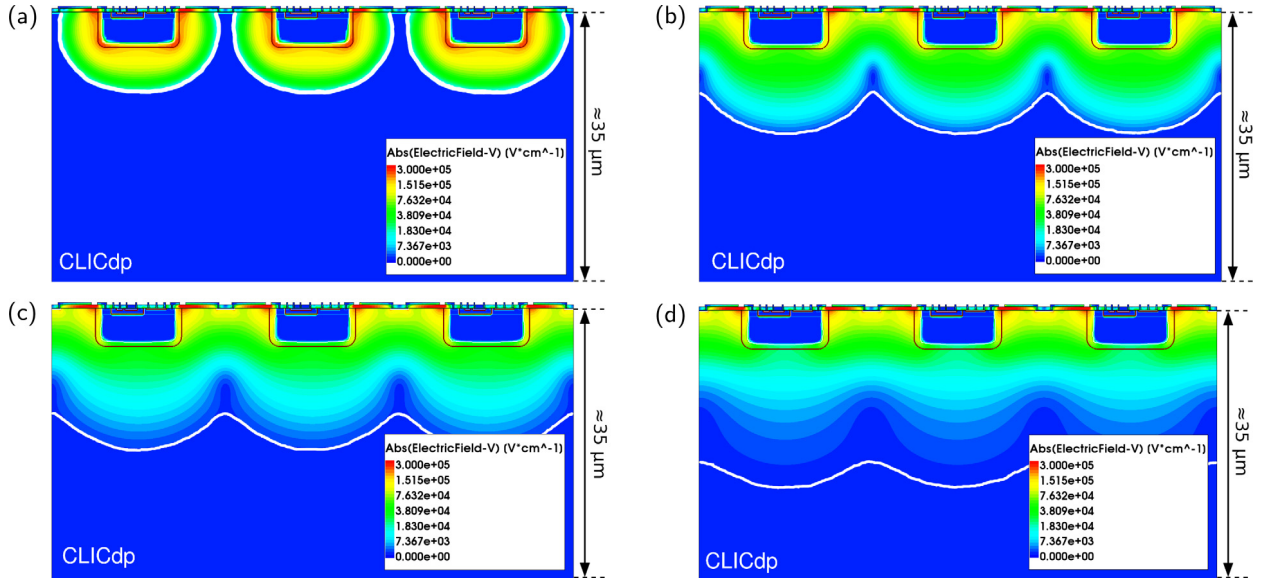 (a)
≈35 μm
Abs(ElectricField-V) [V*cm^-1]
3.000e+05
1.515e+05
7.632e+04
3.809e+04
1.830e+04
7.367e+03
0.000e+00
CLICdp
(b)
≈35 μm
Abs(ElectricField-V) [V*cm^-1]
3.000e+05
1.515e+05
7.632e+04
3.809e+04
1.830e+04
7.367e+03
0.000e+00
CLICdp
(c)
≈35 μm
Abs(ElectricField-V) [V*cm^-1]
3.000e+05
1.515e+05
7.632e+04
3.809e+04
1.830e+04
7.367e+03
0.000e+00
CLICdp
(d)
≈35 μm
Abs(ElectricField-V) [V*cm^-1]
3.000e+05
1.515e+05
7.632e+04
3.809e+04
1.830e+04
7.367e+03
0.000e+00
CLICdp